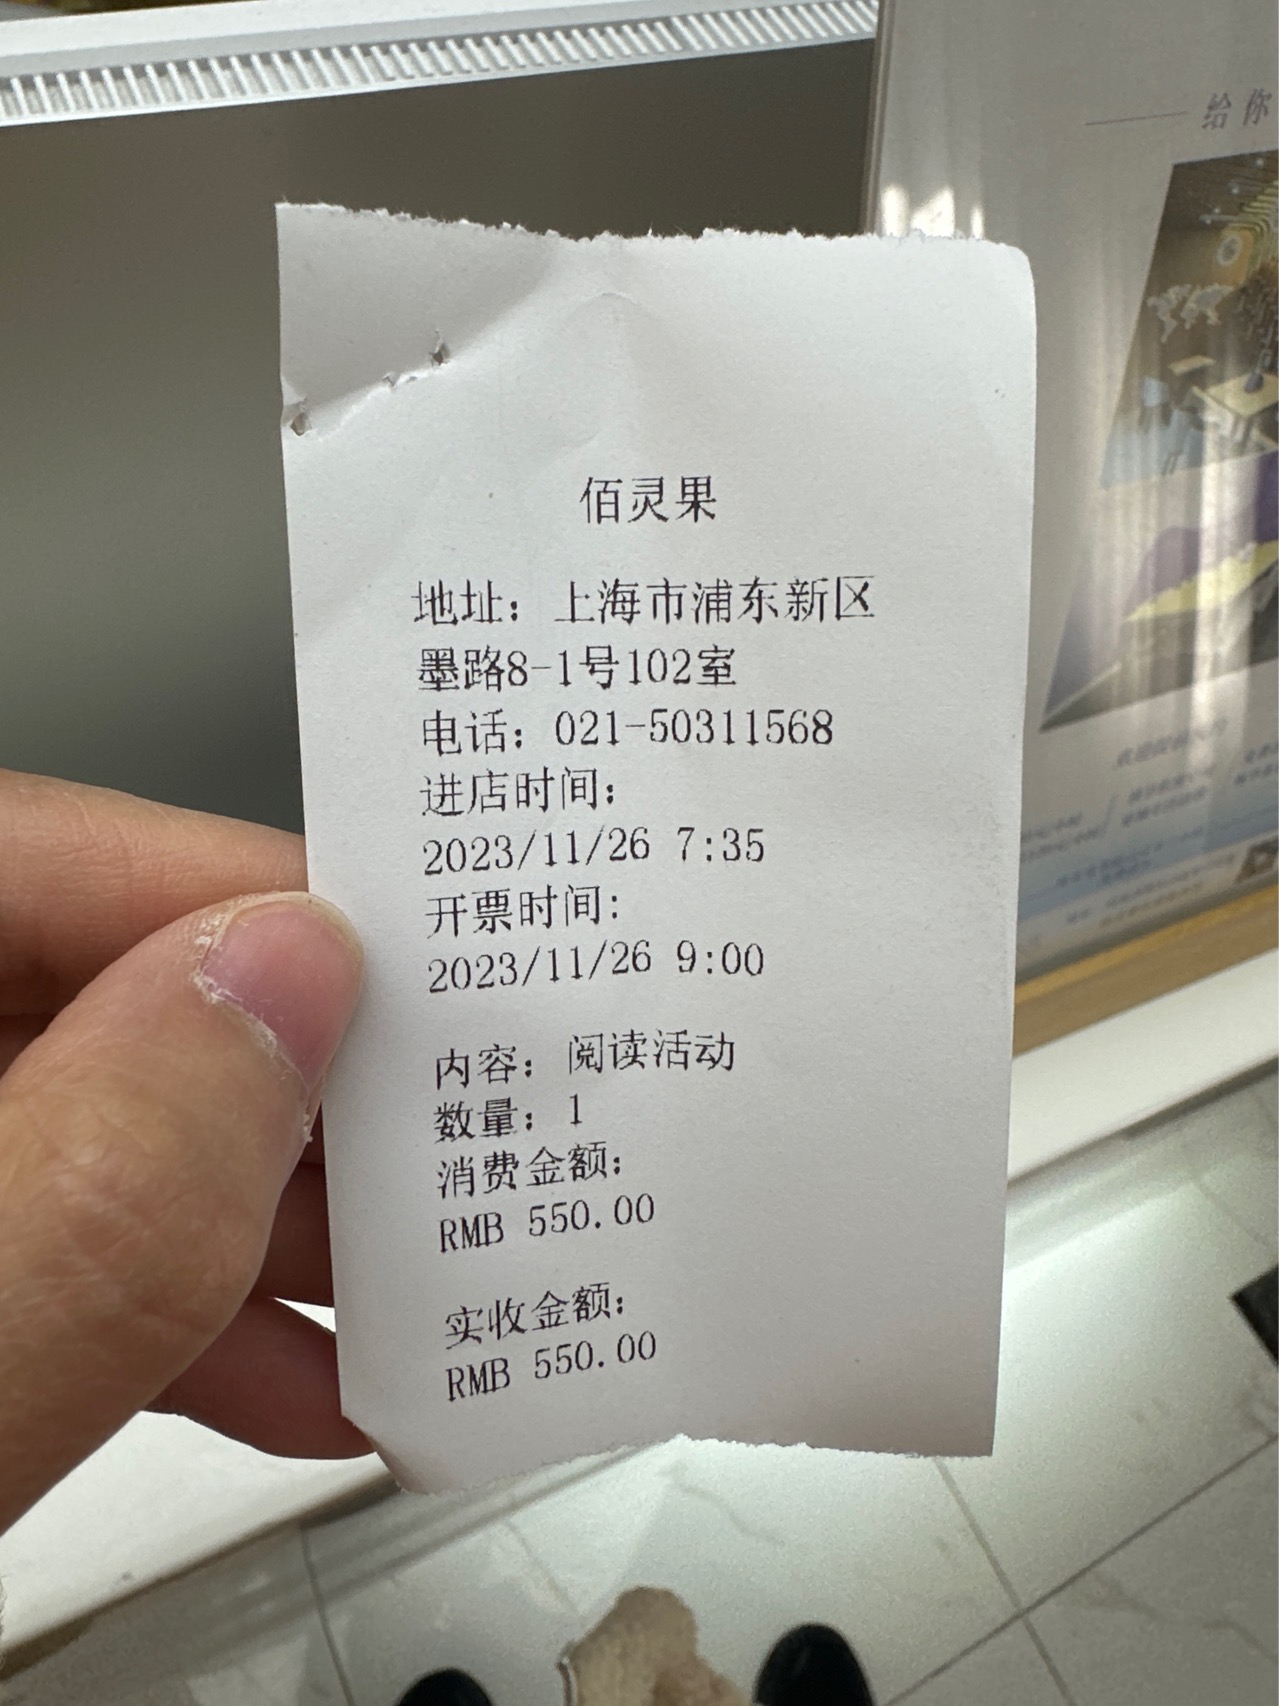 给你
佰灵果
地址：上海市浦东新区
墨路8-1号102室
电话：021-50311568
进店时间：
2023/11/26 7:35
开票时间:
2023/11/26 9:00
内容：阅读活动
数量：1
消费金额：
RMB 550.00
实收金额：
RMB 550.00